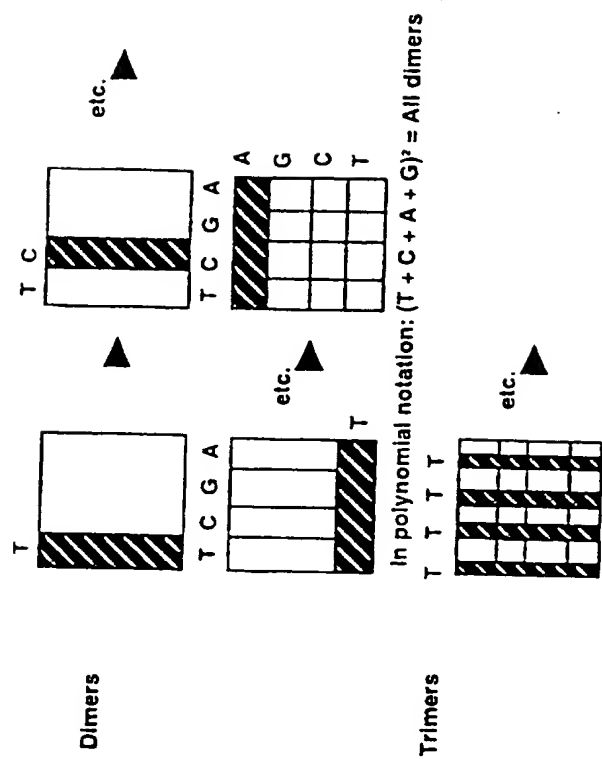 Dimers
T
T C
etc.
T C G A
T
etc.
T C G A
A
G
C
T
In polynomial notation: (T + C + A + G)² = All dimers
Trimers
T T T T
etc.